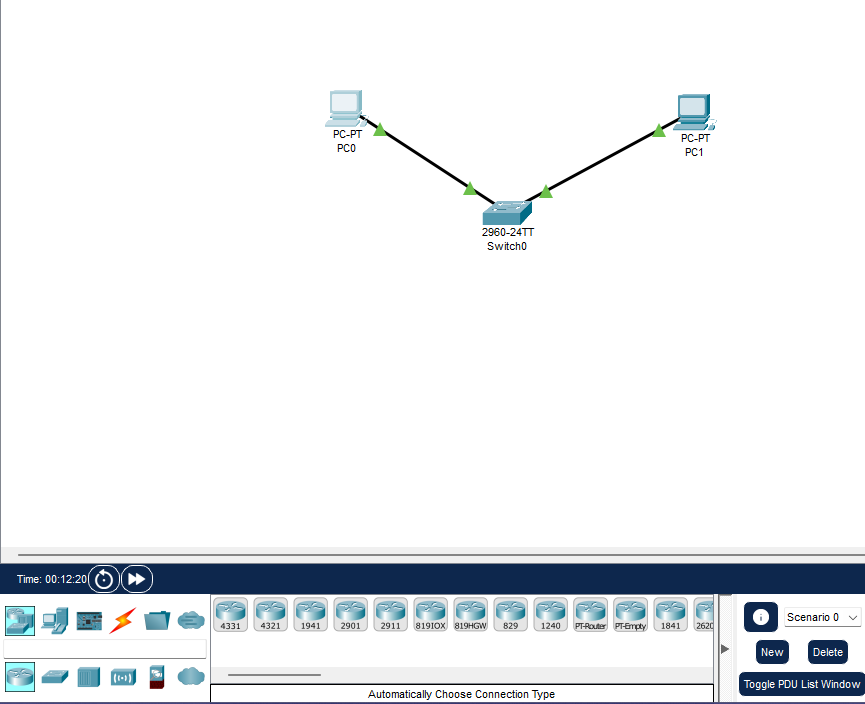 PC-PT
PC0
PC-PT
PC1
2960-24TT
Switch0
Time: 00:12:20
4331
4321
1941
2901
2911
819IOX
819HGW
829
1240
PT-Router
PT-Empty
1841
2620
Scenario 0
New
Delete
Toggle PDU List Window
Automatically Choose Connection Type